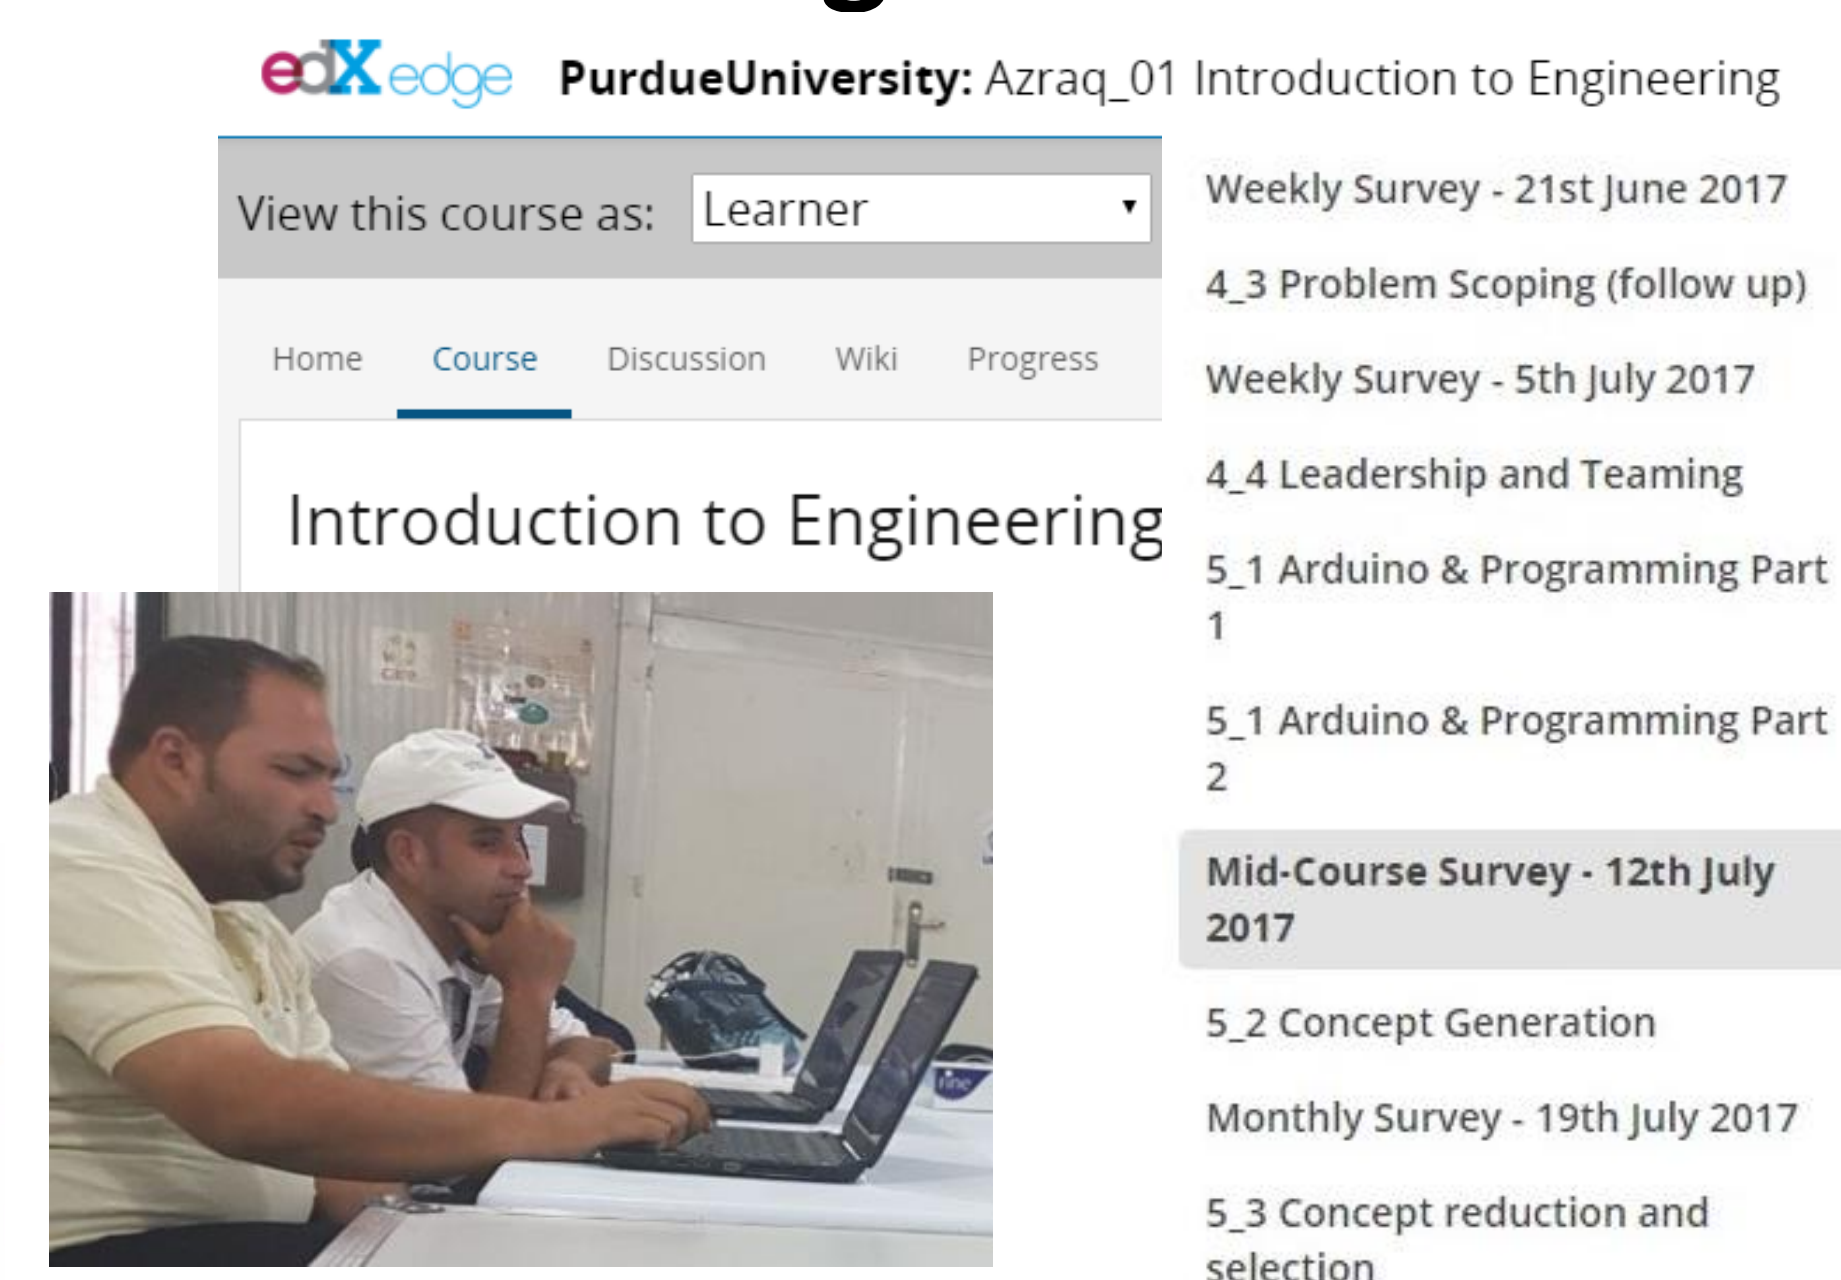 edX edge PurdueUniversity: Azraq_01 Introduction to Engineering
View this course as: Learner
Home Course Discussion Wiki Progress
Introduction to Engineering
Weekly Survey - 21st June 2017
4_3 Problem Scoping (follow up)
Weekly Survey - 5th July 2017
4_4 Leadership and Teaming
5_1 Arduino & Programming Part
1
5_1 Arduino & Programming Part
2
Mid-Course Survey - 12th July
2017
5_2 Concept Generation
Monthly Survey - 19th July 2017
5_3 Concept reduction and
selection
care
fine